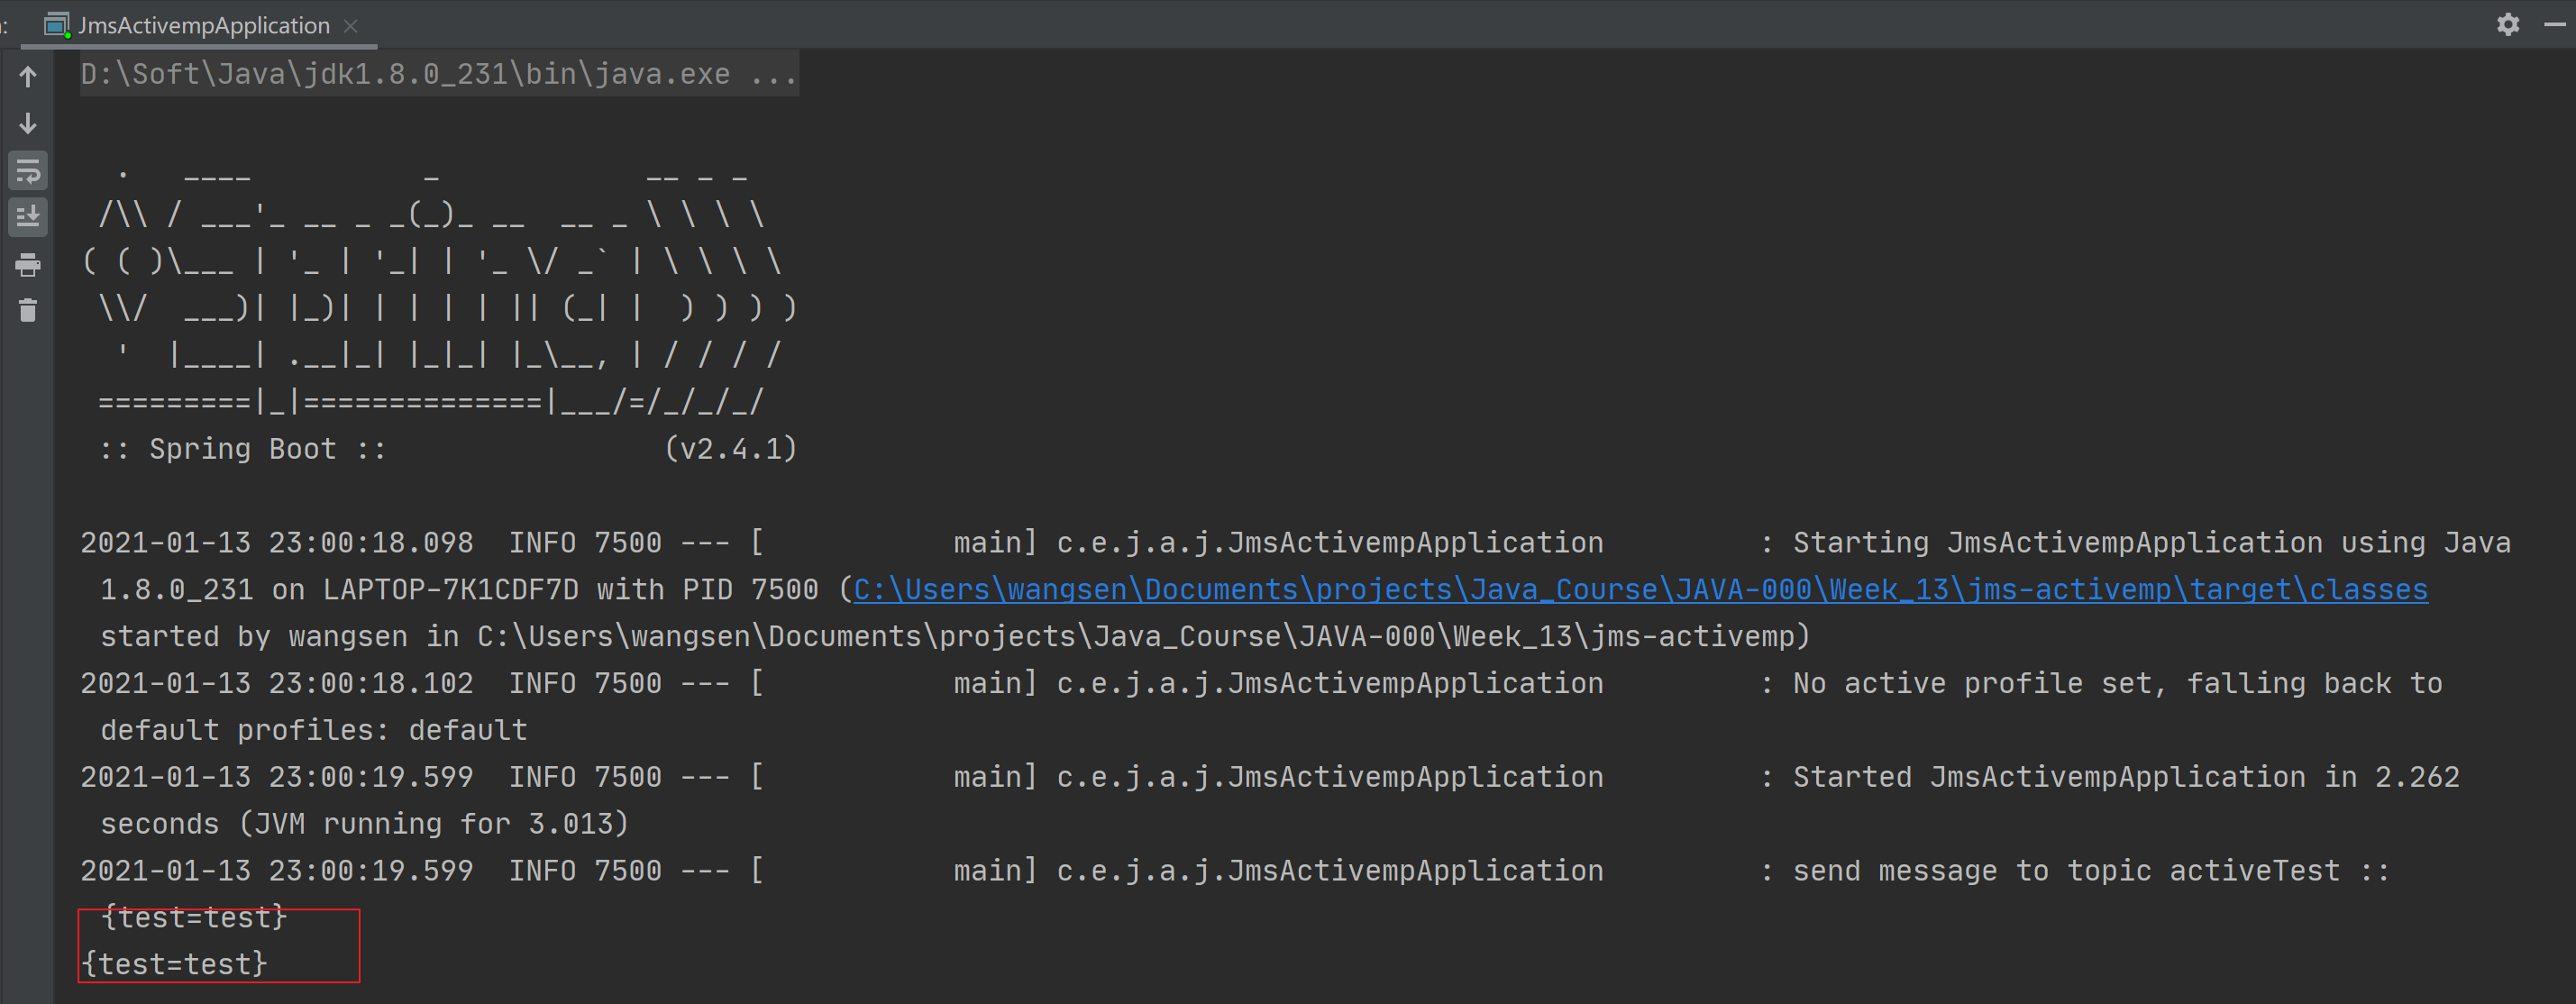 : JmsActivempApplication ×
D:\Soft\Java\jdk1.8.0_231\bin\java.exe ...
  .   ____          _            __ _ _
 /\\ / ___'_ __ _ _(_)_ __  __ _ \ \ \ \
( ( )\___ | '_ | '_| | '_ \/ _` | \ \ \ \
 \\/  ___)| |_)| | | | | || (_| |  ) ) ) )
  '  |____| .__|_| |_|_| |_\__, | / / / /
 =========|_|==============|___/=/_/_/_/
 :: Spring Boot ::                (v2.4.1)
2021-01-13 23:00:18.098  INFO 7500 --- [           main] c.e.j.a.j.JmsActivempApplication         : Starting JmsActivempApplication using Java
 1.8.0_231 on LAPTOP-7K1CDF7D with PID 7500 (C:\Users\wangsen\Documents\projects\Java_Course\JAVA-000\Week_13\jms-activemp\target\classes
 started by wangsen in C:\Users\wangsen\Documents\projects\Java_Course\JAVA-000\Week_13\jms-activemp)
2021-01-13 23:00:18.102  INFO 7500 --- [           main] c.e.j.a.j.JmsActivempApplication         : No active profile set, falling back to
 default profiles: default
2021-01-13 23:00:19.599  INFO 7500 --- [           main] c.e.j.a.j.JmsActivempApplication         : Started JmsActivempApplication in 2.262
 seconds (JVM running for 3.013)
2021-01-13 23:00:19.599  INFO 7500 --- [           main] c.e.j.a.j.JmsActivempApplication         : send message to topic activeTest ::
 {test=test}
{test=test}